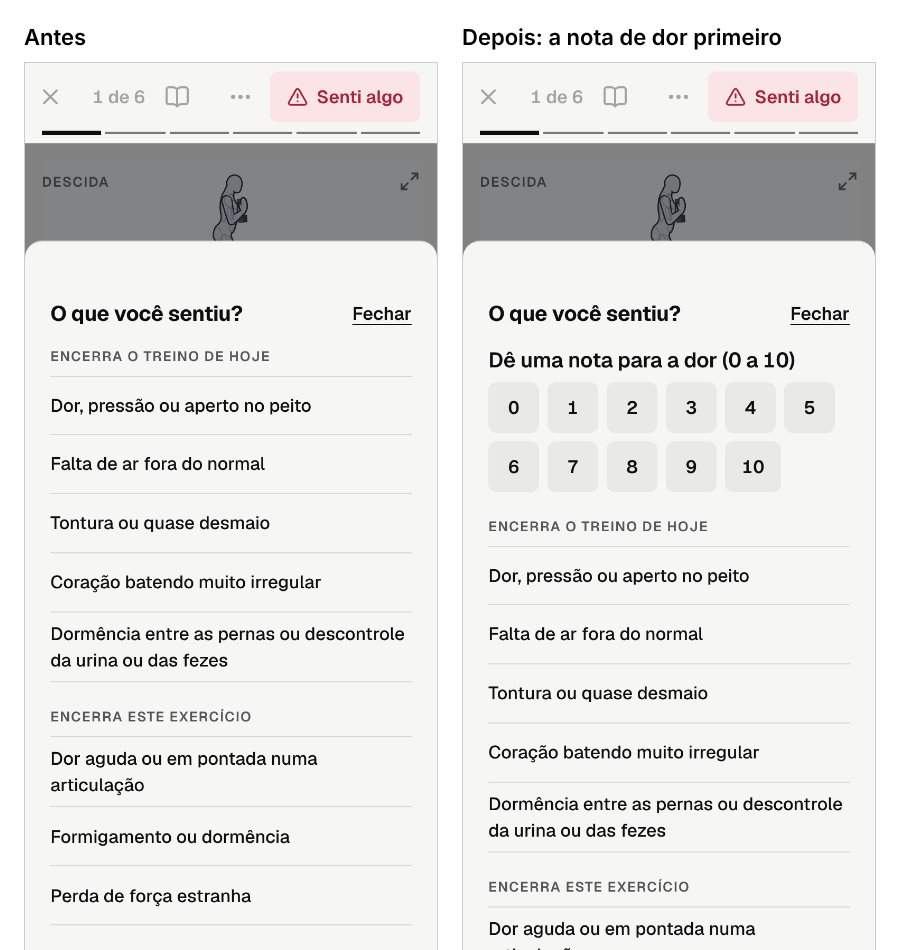 Antes
1 de 6
Senti algo
DESCIDA
O que você sentiu?
Fechar
ENCERRA O TREINO DE HOJE
Dor, pressão ou aperto no peito
Falta de ar fora do normal
Tontura ou quase desmaio
Coração batendo muito irregular
Dormência entre as pernas ou descontrole
da urina ou das fezes
ENCERRA ESTE EXERCÍCIO
Dor aguda ou em pontada numa
articulação
Formigamento ou dormência
Perda de força estranha
Depois: a nota de dor primeiro
1 de 6
Senti algo
DESCIDA
O que você sentiu?
Fechar
Dê uma nota para a dor (0 a 10)
0 1 2 3 4 5
6 7 8 9 10
ENCERRA O TREINO DE HOJE
Dor, pressão ou aperto no peito
Falta de ar fora do normal
Tontura ou quase desmaio
Coração batendo muito irregular
Dormência entre as pernas ou descontrole
da urina ou das fezes
ENCERRA ESTE EXERCÍCIO
Dor aguda ou em pontada numa